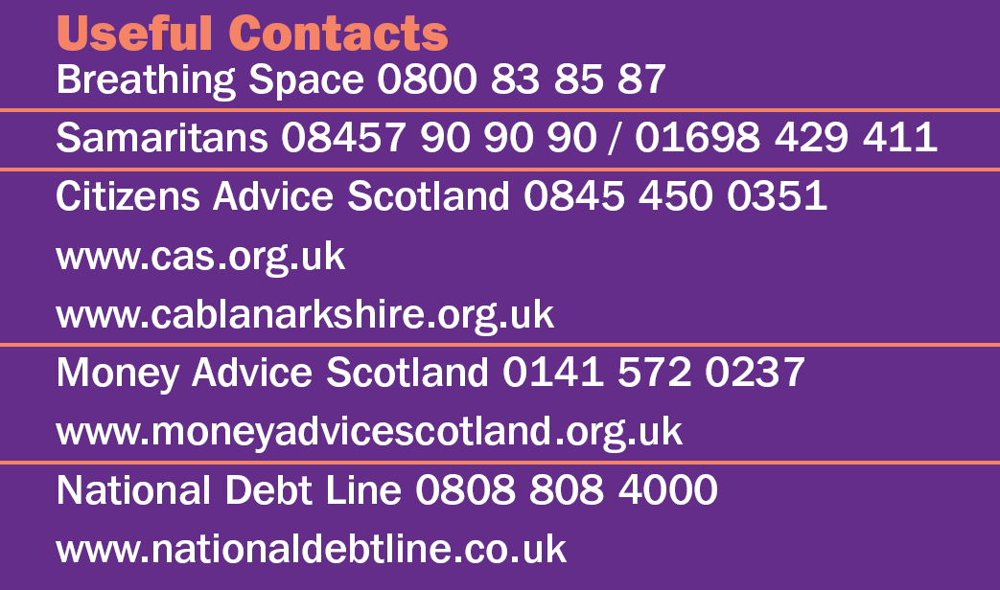 Useful Contacts
Breathing Space 0800 83 85 87
Samaritans 08457 90 90 90 / 01698 429 411
Citizens Advice Scotland 0845 450 0351
www.cas.org.uk
www.cablanarkshire.org.uk
Money Advice Scotland 0141 572 0237
www.moneyadvicescotland.org.uk
National Debt Line 0808 808 4000
www.nationaldebtline.co.uk